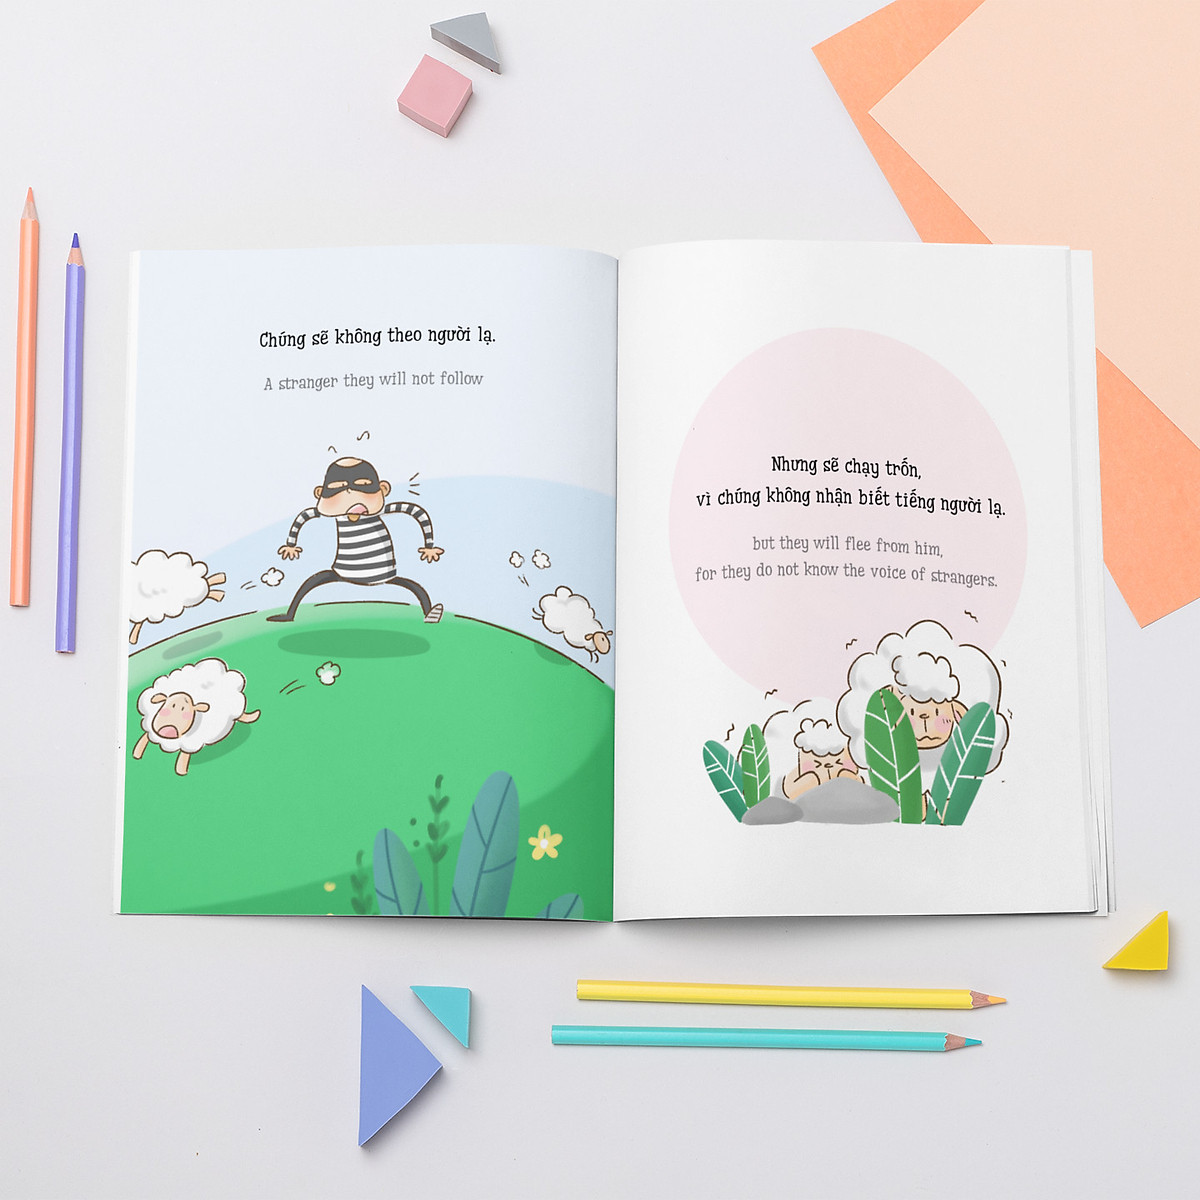 Chúng sẽ không theo người lạ.
A stranger they will not follow
Nhưng sẽ chạy trốn,
vì chúng không nhận biết tiếng người lạ.
but they will flee from him,
for they do not know the voice of strangers.